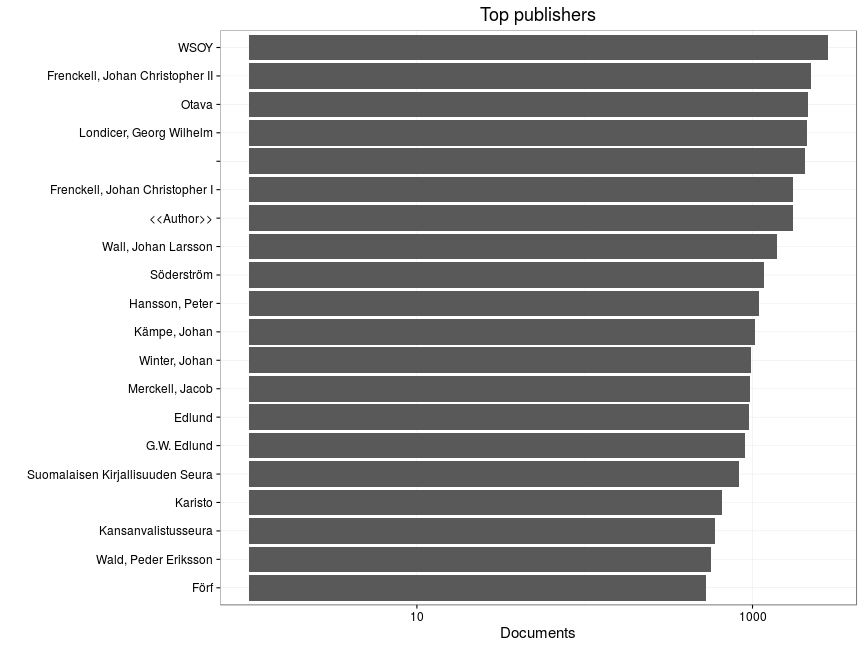 Top publishers
WSOY
Frenckell, Johan Christopher II
Otava
Londicer, Georg Wilhelm
Frenckell, Johan Christopher I
<<Author>>
Wall, Johan Larsson
Söderström
Hansson, Peter
Kämpe, Johan
Winter, Johan
Merckell, Jacob
Edlund
G.W. Edlund
Suomalaisen Kirjallisuuden Seura
Karisto
Kansanvalistusseura
Wald, Peder Eriksson
Förf
10 1000
Documents